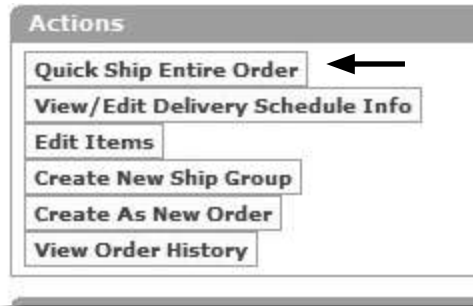 Actions
Quick Ship Entire Order
View/Edit Delivery Schedule Info
Edit Items
Create New Ship Group
Create As New Order
View Order History